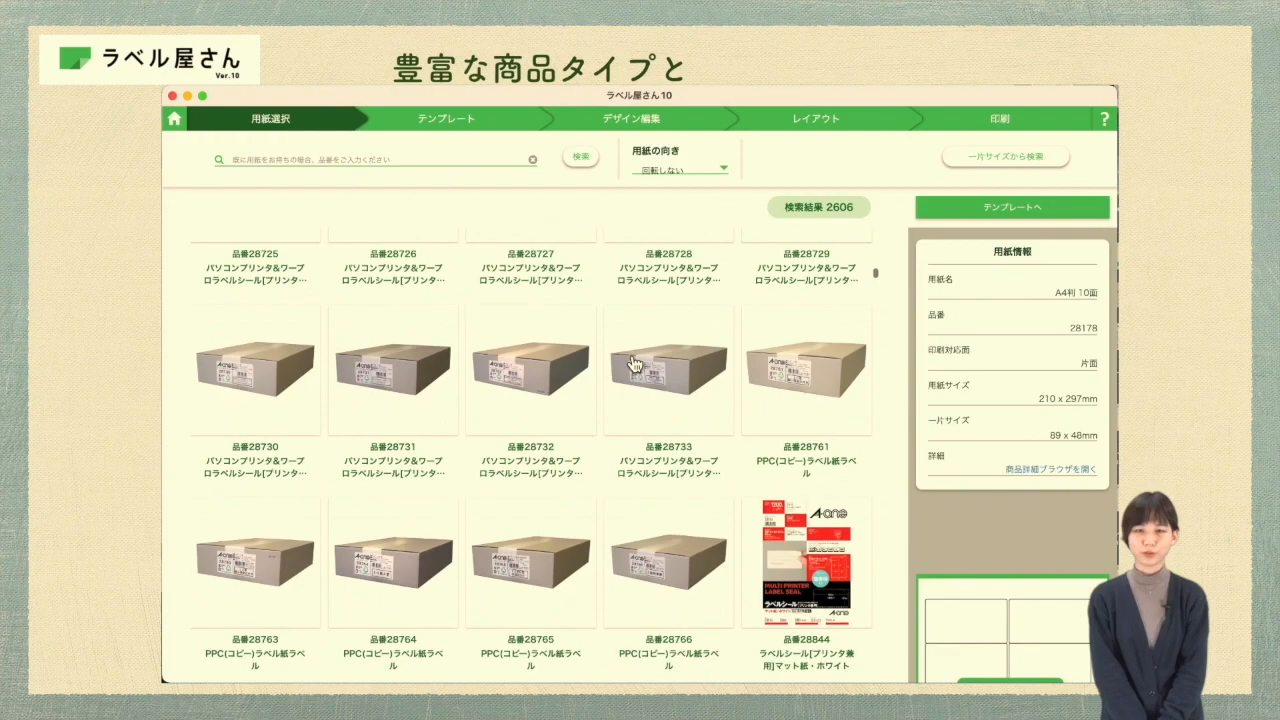 ラベル屋さん
Ver.10
豊富な商品タイプと
ラベル屋さん10
用紙選択
テンプレート
デザイン編集
レイアウト
印刷
?
既に用紙をお持ちの場合、品番をご入力ください
検索
用紙の向き
回転しない
一片サイズから検索
検索結果 2606
テンプレートへ
品番28725
パソコンプリンタ&ワープ
ロラベルシール[プリンタ…
品番28726
パソコンプリンタ&ワープ
ロラベルシール[プリンタ…
品番28727
パソコンプリンタ&ワープ
ロラベルシール[プリンタ…
品番28728
パソコンプリンタ&ワープ
ロラベルシール[プリンタ…
品番28729
パソコンプリンタ&ワープ
ロラベルシール[プリンタ…
品番28730
パソコンプリンタ&ワープ
ロラベルシール[プリンタ…
品番28731
パソコンプリンタ&ワープ
ロラベルシール[プリンタ…
品番28732
パソコンプリンタ&ワープ
ロラベルシール[プリンタ…
品番28733
パソコンプリンタ&ワープ
ロラベルシール[プリンタ…
品番28761
PPC(コピー)ラベル紙ラベ
ル
品番28763
PPC(コピー)ラベル紙ラベ
ル
品番28764
PPC(コピー)ラベル紙ラベ
ル
品番28765
PPC(コピー)ラベル紙ラベ
ル
品番28766
PPC(コピー)ラベル紙ラベ
ル
A-one
MULTI PRINTER
LABEL SEAL
品番28844
ラベルシール[プリンタ兼
用]マット紙・ホワイト
用紙情報
用紙名
A4判 10面
品番
28178
印刷対応面
片面
用紙サイズ
210 x 297mm
一片サイズ
89 x 48mm
詳細
商品詳細ブラウザを開く